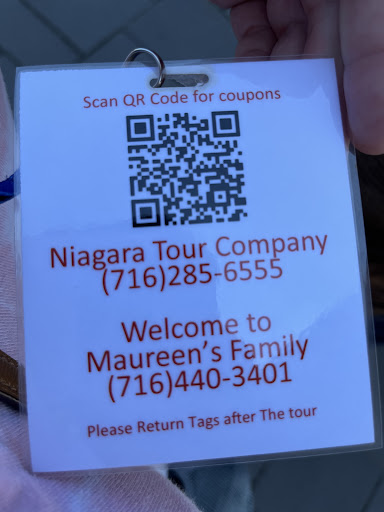 Scan QR Code for coupons
Niagara Tour Company
(716)285-6555
Welcome to
Maureen's Family
(716)440-3401
Please Return Tags after The tour